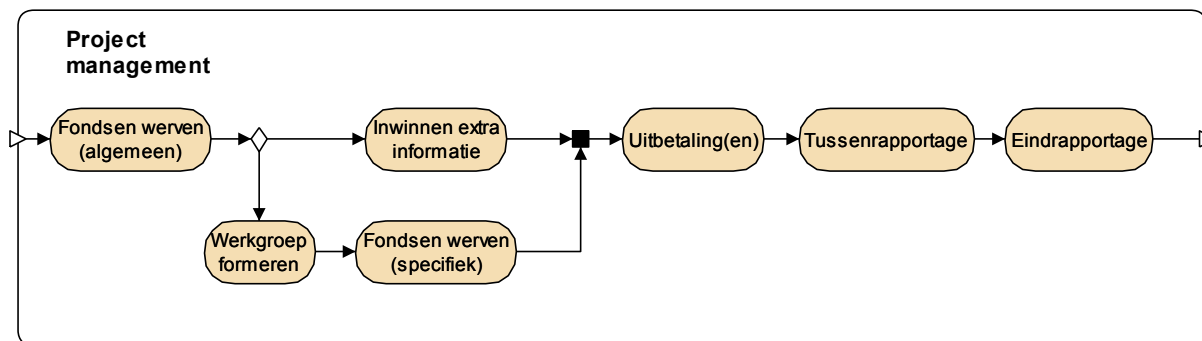 Project
management
Fondsen werven
(algemeen)
Inwinnen extra
informatie
Uitbetaling(en)
Tussenrapportage
Eindrapportage
Werkgroep
formeren
Fondsen werven
(specifiek)